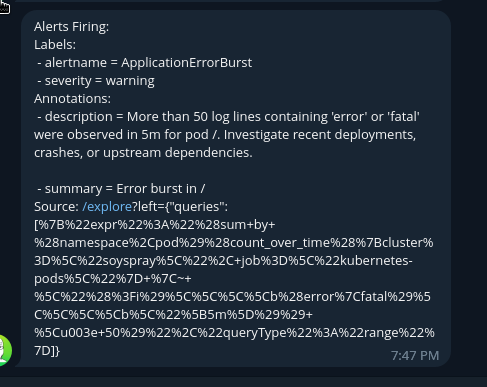 Alerts Firing:
Labels:
 - alertname = ApplicationErrorBurst
 - severity = warning
Annotations:
 - description = More than 50 log lines containing 'error' or 'fatal'
were observed in 5m for pod /. Investigate recent deployments,
crashes, or upstream dependencies.

 - summary = Error burst in /
Source: /explore?left={"queries":
[%7B%22expr%22%3A%22%28sum+by+
%28namespace%2Cpod%29%28count_over_time%28%7Bcluster%
3D%5C%22soyspray%5C%22%2C+job%3D%5C%22kubernetes-
pods%5C%22%7D+%7C~+
%5C%22%28%3Fi%29%5C%5C%5C%5Cb%28error%7Cfatal%29%5
C%5C%5C%5Cb%5C%22%5B5m%5D%29%29+
%5Cu003e+50%29%22%2C%22queryType%22%3A%22range%22%
7D]}
7:47 PM